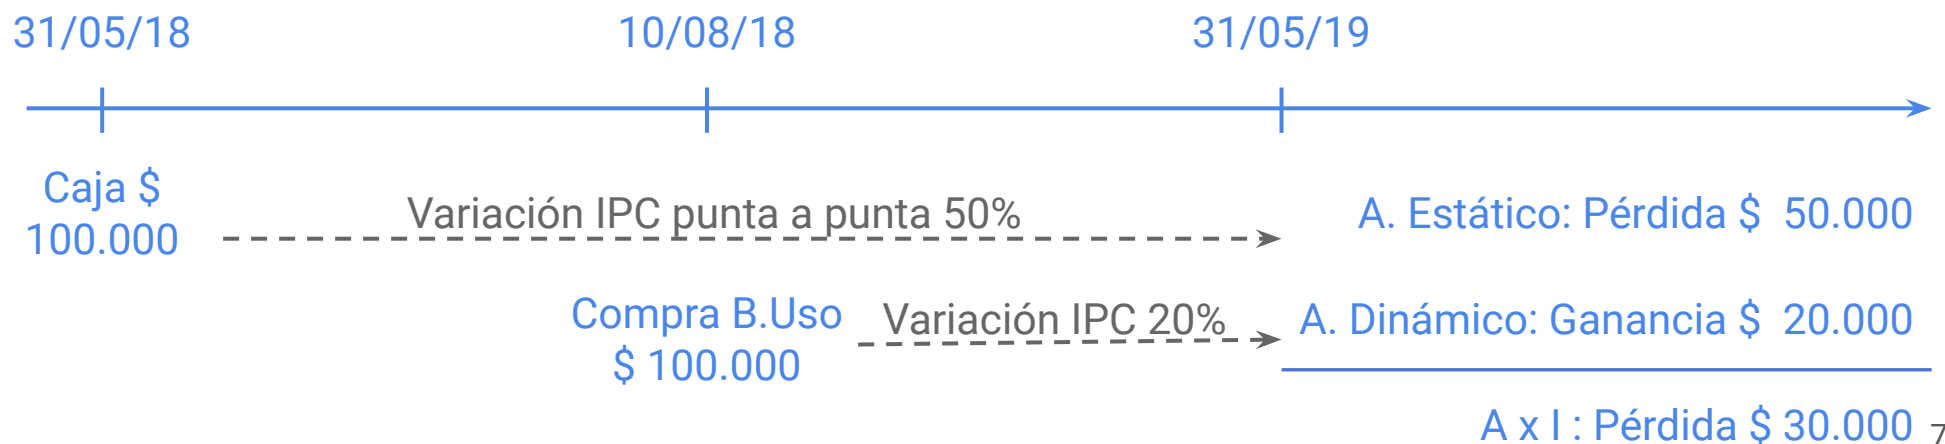 31/05/18
10/08/18
31/05/19
Caja $
100.000
Variación IPC punta a punta 50%
A. Estático: Pérdida $ 50.000
Compra B.Uso
$ 100.000
Variación IPC 20%
A. Dinámico: Ganancia $ 20.000
A x I : Pérdida $ 30.000
7